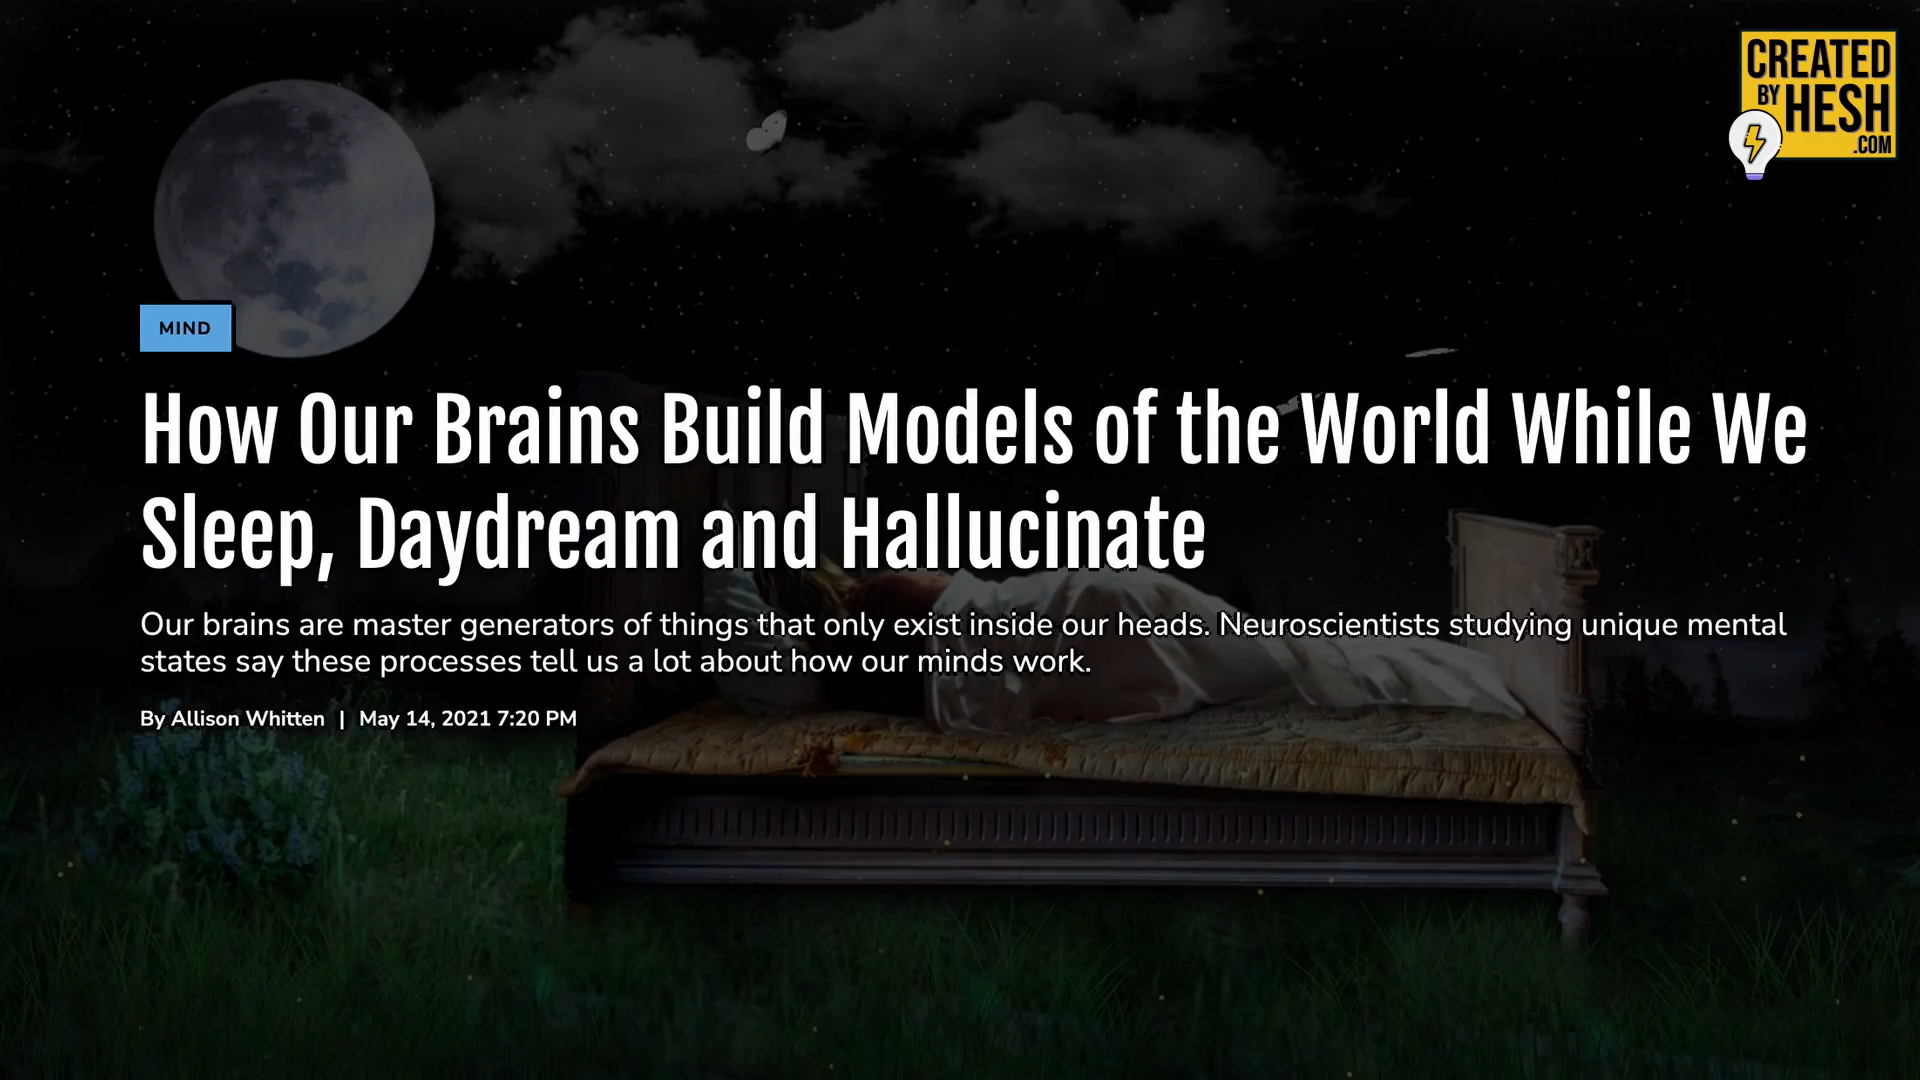 CREATED
BY HESH
.COM
MIND
How Our Brains Build Models of the World While We
Sleep, Daydream and Hallucinate
Our brains are master generators of things that only exist inside our heads. Neuroscientists studying unique mental
states say these processes tell us a lot about how our minds work.
By Allison Whitten | May 14, 2021 7:20 PM